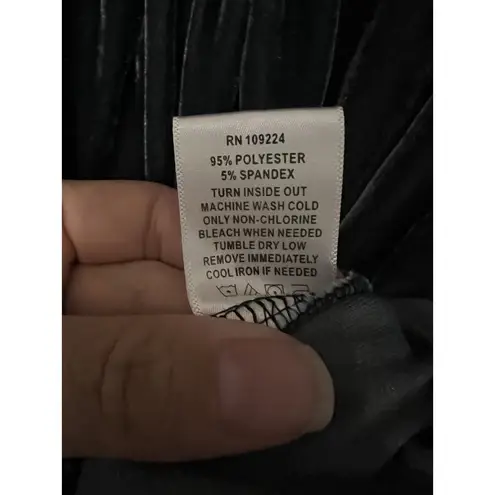 RN 109224
95% POLYESTER
5% SPANDEX
TURN INSIDE OUT
MACHINE WASH COLD
ONLY NON-CHLORINE
BLEACH WHEN NEEDED
TUMBLE DRY LOW
REMOVE IMMEDIATELY
COOL IRON IF NEEDED